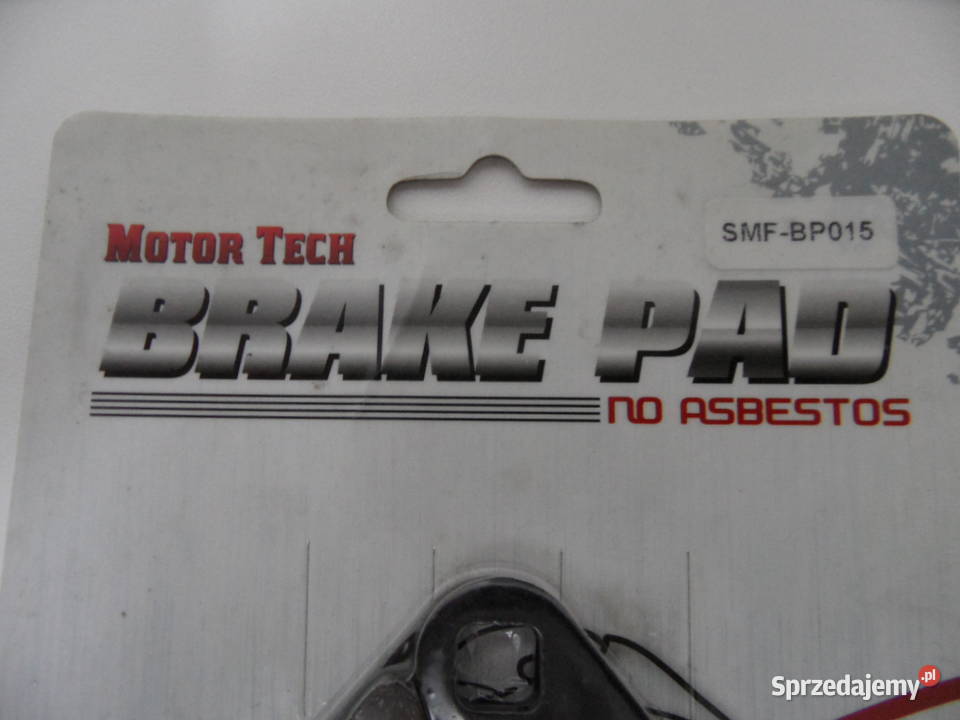 SMF-BP015
MOTOR TECH
BRAKE PAD
NO ASBESTOS
Sprzedajemy.pl